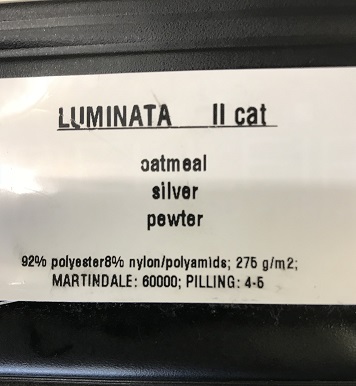 LUMINATA II cat
oatmeal
silver
pewter
92% polyester8% nylon/polyamids; 275 g/m2;
MARTINDALE: 60000; PILLING: 4-5